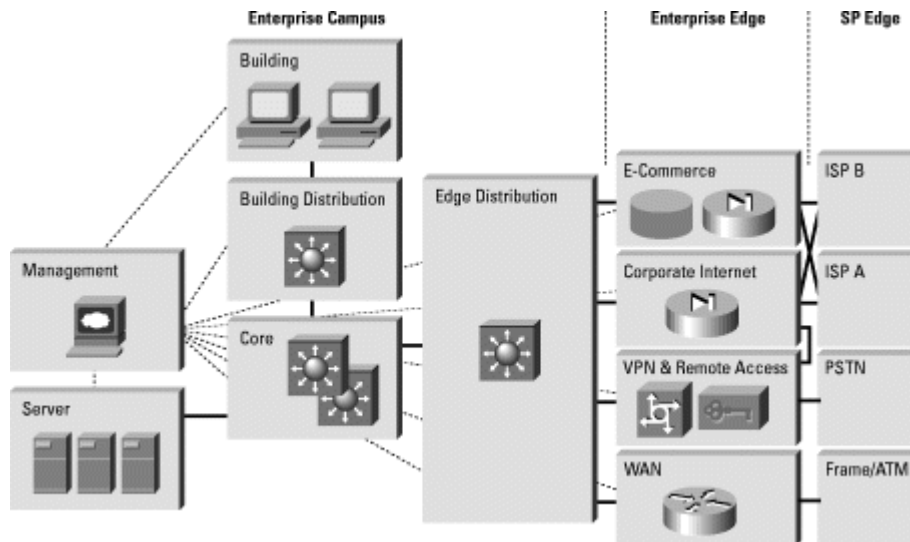 Enterprise Campus
Enterprise Edge
SP Edge
Building
Building Distribution
Management
Core
Server
Edge Distribution
E-Commerce
Corporate Internet
VPN & Remote Access
WAN
ISP B
ISP A
PSTN
Frame/ATM